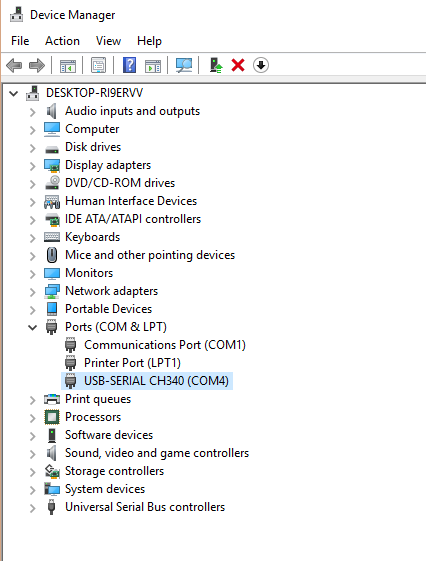 Device Manager
File Action View Help
DESKTOP-RI9ERVV
Audio inputs and outputs
Computer
Disk drives
Display adapters
DVD/CD-ROM drives
Human Interface Devices
IDE ATA/ATAPI controllers
Keyboards
Mice and other pointing devices
Monitors
Network adapters
Portable Devices
Ports (COM & LPT)
Communications Port (COM1)
Printer Port (LPT1)
USB-SERIAL CH340 (COM4)
Print queues
Processors
Software devices
Sound, video and game controllers
Storage controllers
System devices
Universal Serial Bus controllers